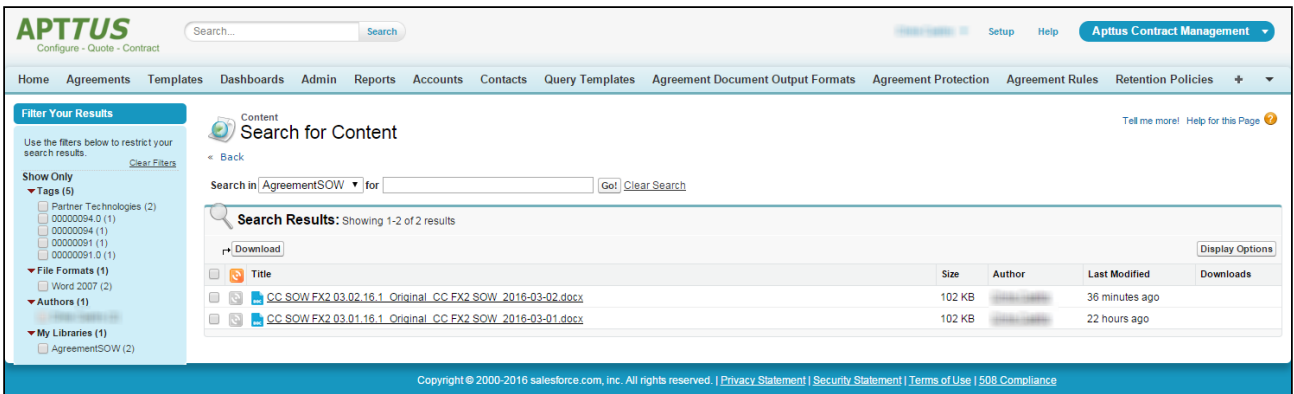 APTTUS
Configure - Quote - Contract
Search...
Search
Setup
Help
Apttus Contract Management
Home Agreements Templates Dashboards Admin Reports Accounts Contacts Query Templates Agreement Document Output Formats Agreement Protection Agreement Rules Retention Policies +
Filter Your Results
Use the filters below to restrict your
search results.
Clear Filters
Show Only
Tags (5)
Partner Technologies (2)
00000094.0 (1)
00000094 (1)
00000091 (1)
00000091.0 (1)
File Formats (1)
Word 2007 (2)
Authors (1)
My Libraries (1)
AgreementSOW (2)
Content
Search for Content
Tell me more! Help for this Page ?
« Back
Search in AgreementSOW for Go! Clear Search
Search Results: Showing 1-2 of 2 results
Download
Display Options
Title Size Author Last Modified Downloads
CC SOW FX2 03.02.16.1_Original_CC FX2 SOW_2016-03-02.docx 102 KB 36 minutes ago
CC SOW FX2 03.01.16.1_Original_CC FX2 SOW_2016-03-01.docx 102 KB 22 hours ago
Copyright © 2000-2016 salesforce.com, inc. All rights reserved. | Privacy Statement | Security Statement | Terms of Use | 508 Compliance